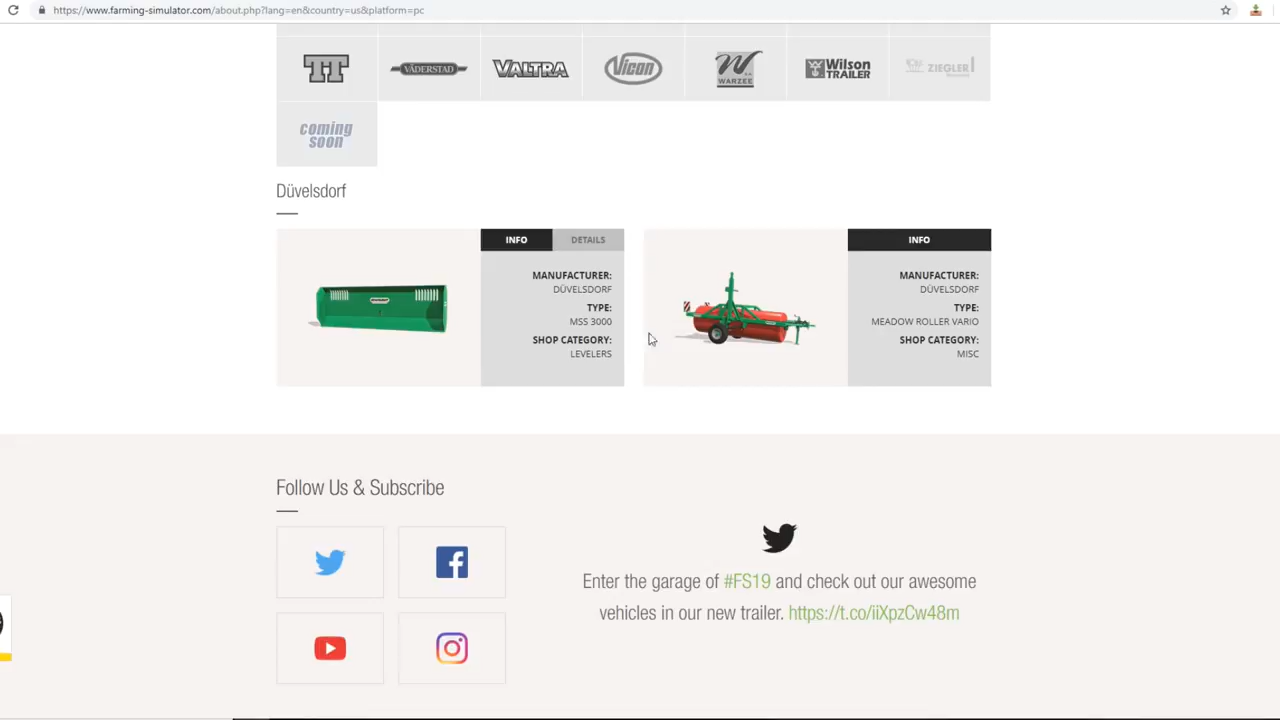 https://www.farming-simulator.com/about.php?lang=en&country=us&platform=pc
TT VÄDERSTAD VALTRA Vicon W WARZEE Wilson TRAILER ZIEGLER
coming
soon
Düvelsdorf
INFO DETAILS
MANUFACTURER:
DÜVELSDORF
TYPE:
MSS 3000
SHOP CATEGORY:
LEVELERS
INFO
MANUFACTURER:
DÜVELSDORF
TYPE:
MEADOW ROLLER VARIO
SHOP CATEGORY:
MISC
Follow Us & Subscribe
Enter the garage of #FS19 and check out our awesome
vehicles in our new trailer. https://t.co/iiXpzCw48m